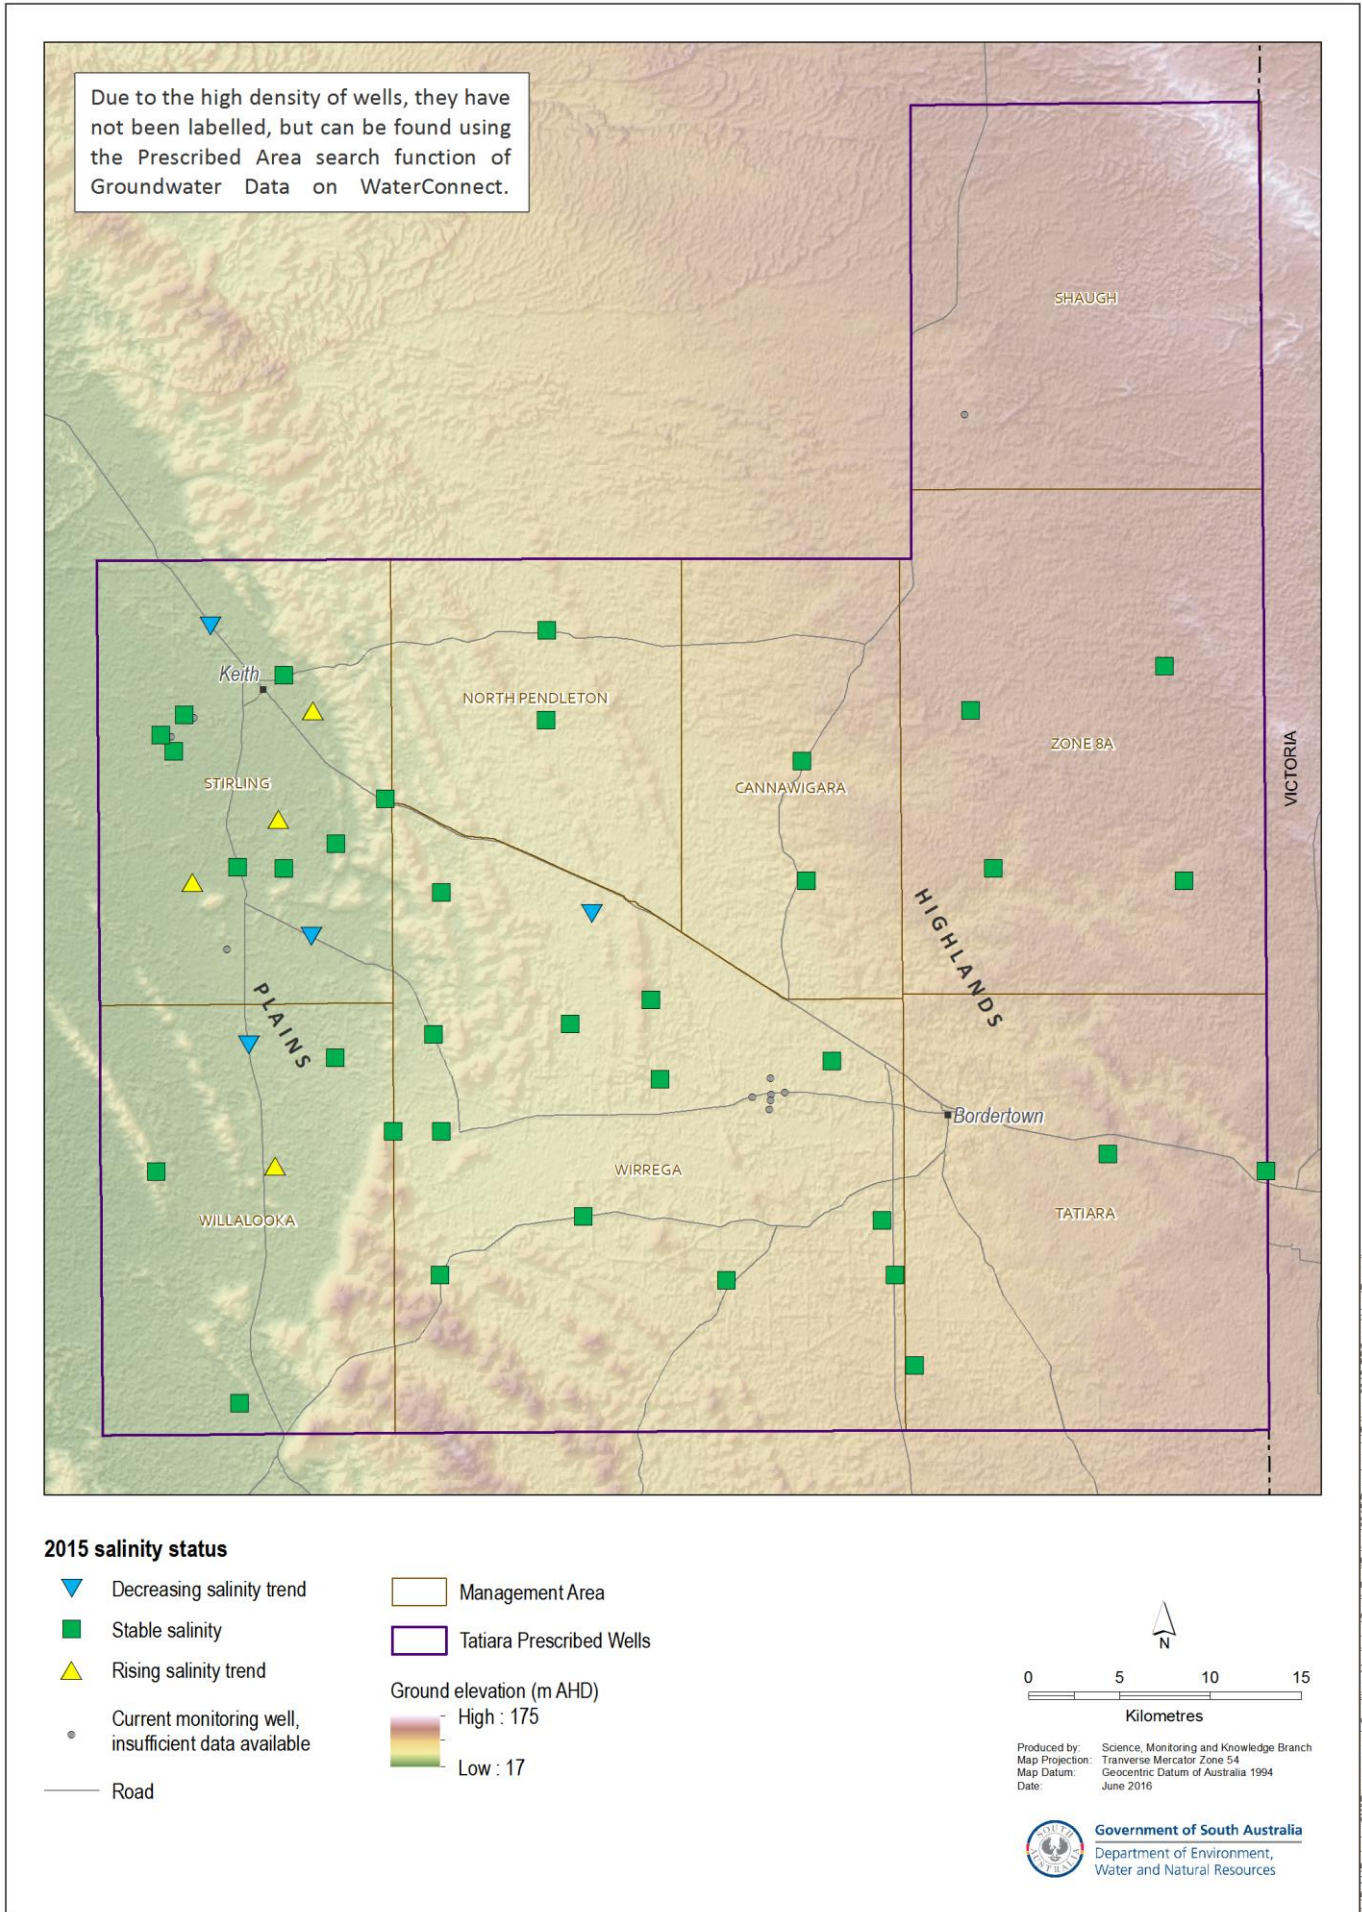 Due to the high density of wells, they have
not been labelled, but can be found using
the Prescribed Area search function of
Groundwater Data on WaterConnect.
SHAUGH
Keith
NORTH PENDLETON
ZONE 8A
VICTORIA
STIRLING
CANNAWIGARA
HIGHLANDS
PLAINS
Bordertown
WIRREGA
WILLALOOKA
TATIARA
2015 salinity status
Decreasing salinity trend
Stable salinity
Rising salinity trend
Current monitoring well,
insufficient data available
Road
Management Area
Tatiara Prescribed Wells
Ground elevation (m AHD)
High : 175
Low : 17
N
0 5 10 15
Kilometres
Produced by: Science, Monitoring and Knowledge Branch
Map Projection: Tranverse Mercator Zone 54
Map Datum: Geocentric Datum of Australia 1994
Date: June 2016
SOUTH
AUSTRALIA
Government of South Australia
Department of Environment,
Water and Natural Resources